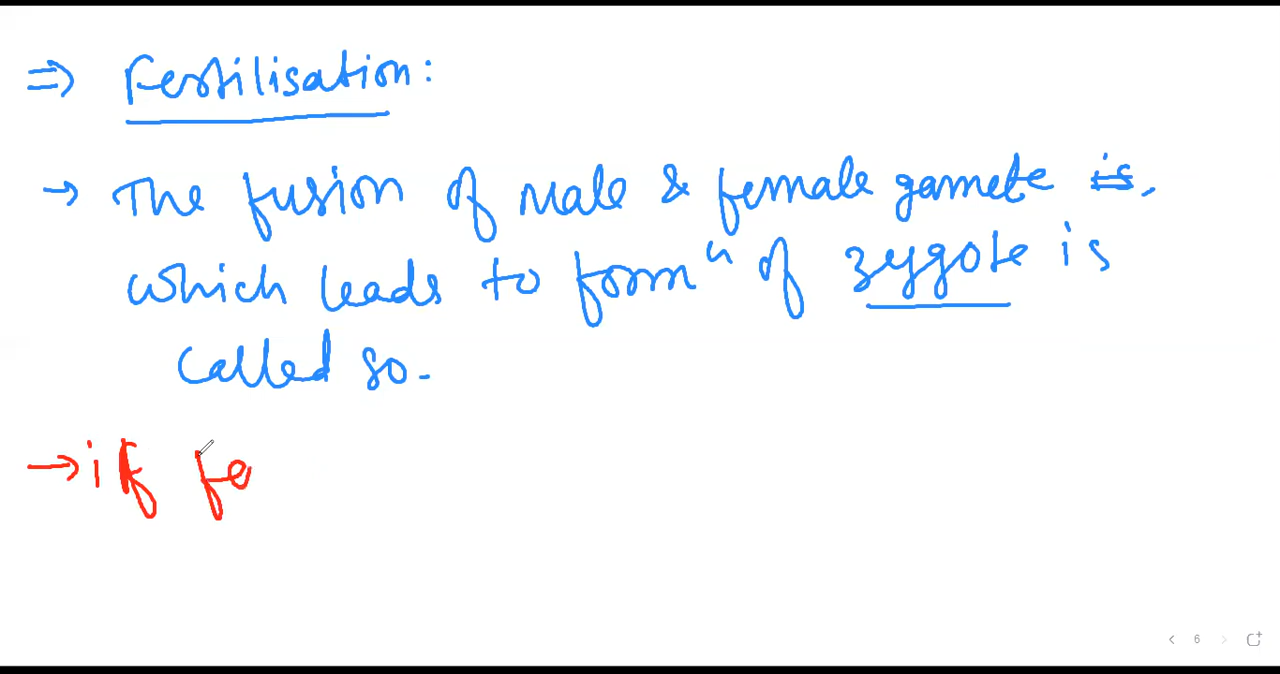 ⇒ Fertilisation:
→ The fusion of Male & female gamete is,
which leads to formⁿ of zygote is
called so.
→ if fe
6